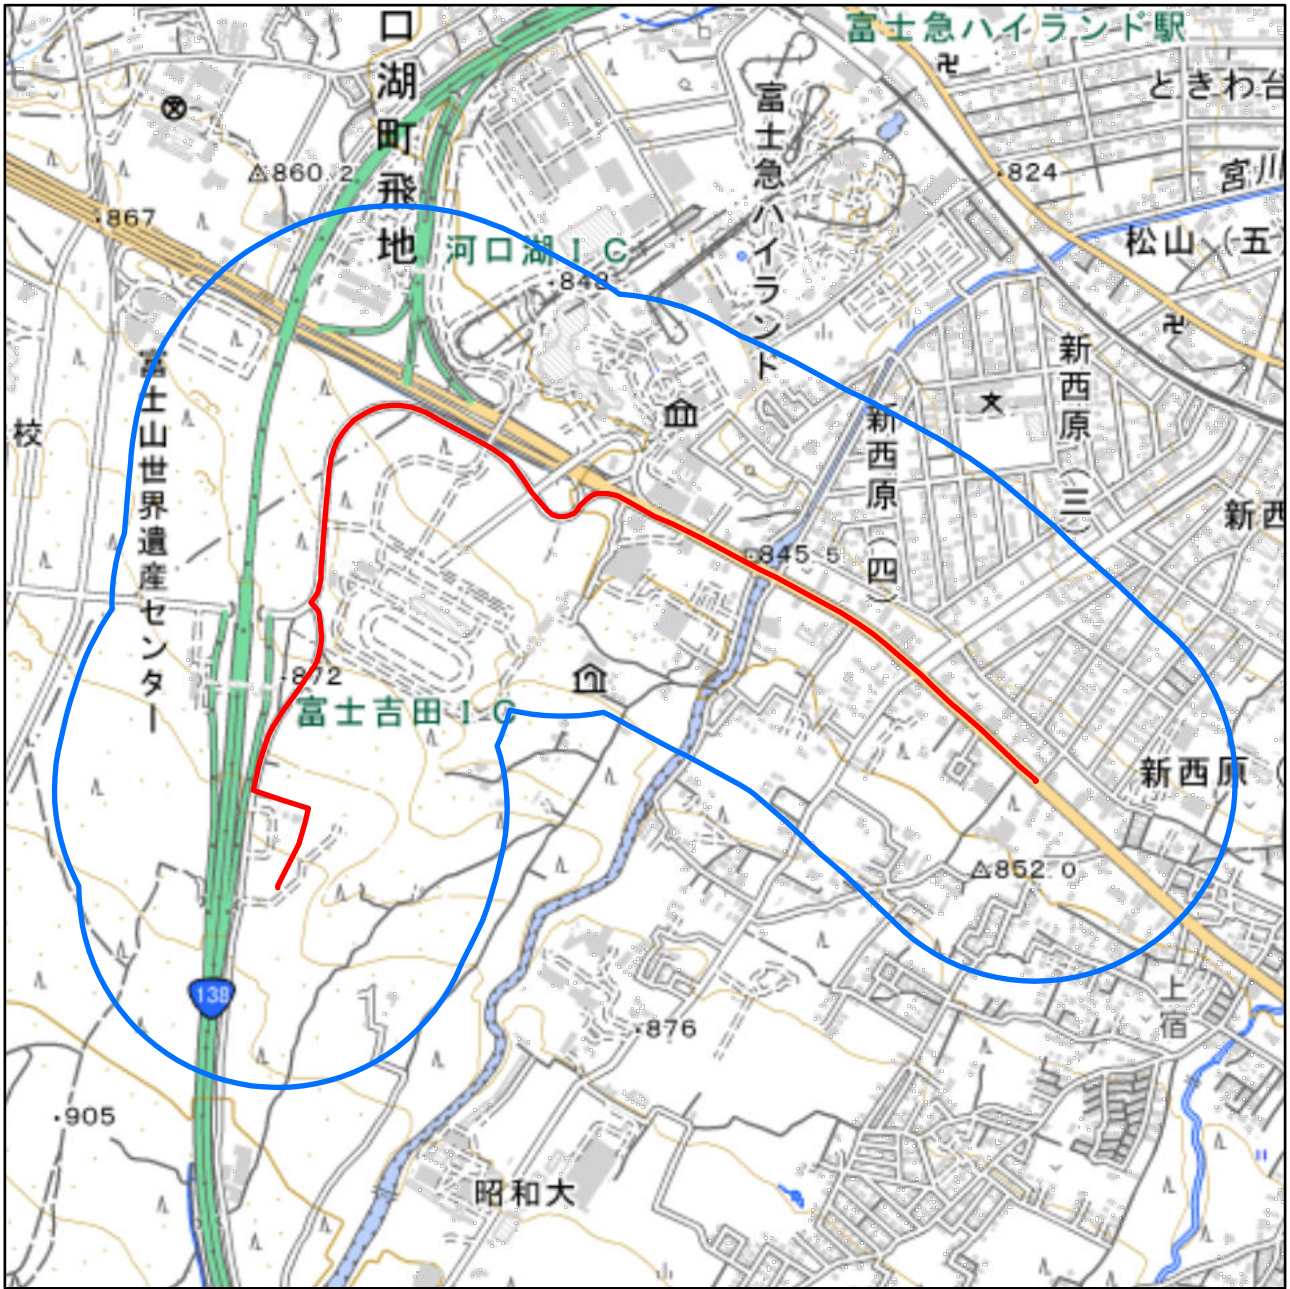 富士急ハイランド駅
口湖町飛地
ときわ台
富士急ハイランド
860.2
824
宮川
867
松山（五
河口湖ＩＣ
848
新西原（三）
富士山世界遺産センター
校
新西原（四）
新西
845.5
872
富士吉田ＩＣ
新西原（
852.0
138
上宿
876
905
昭和大